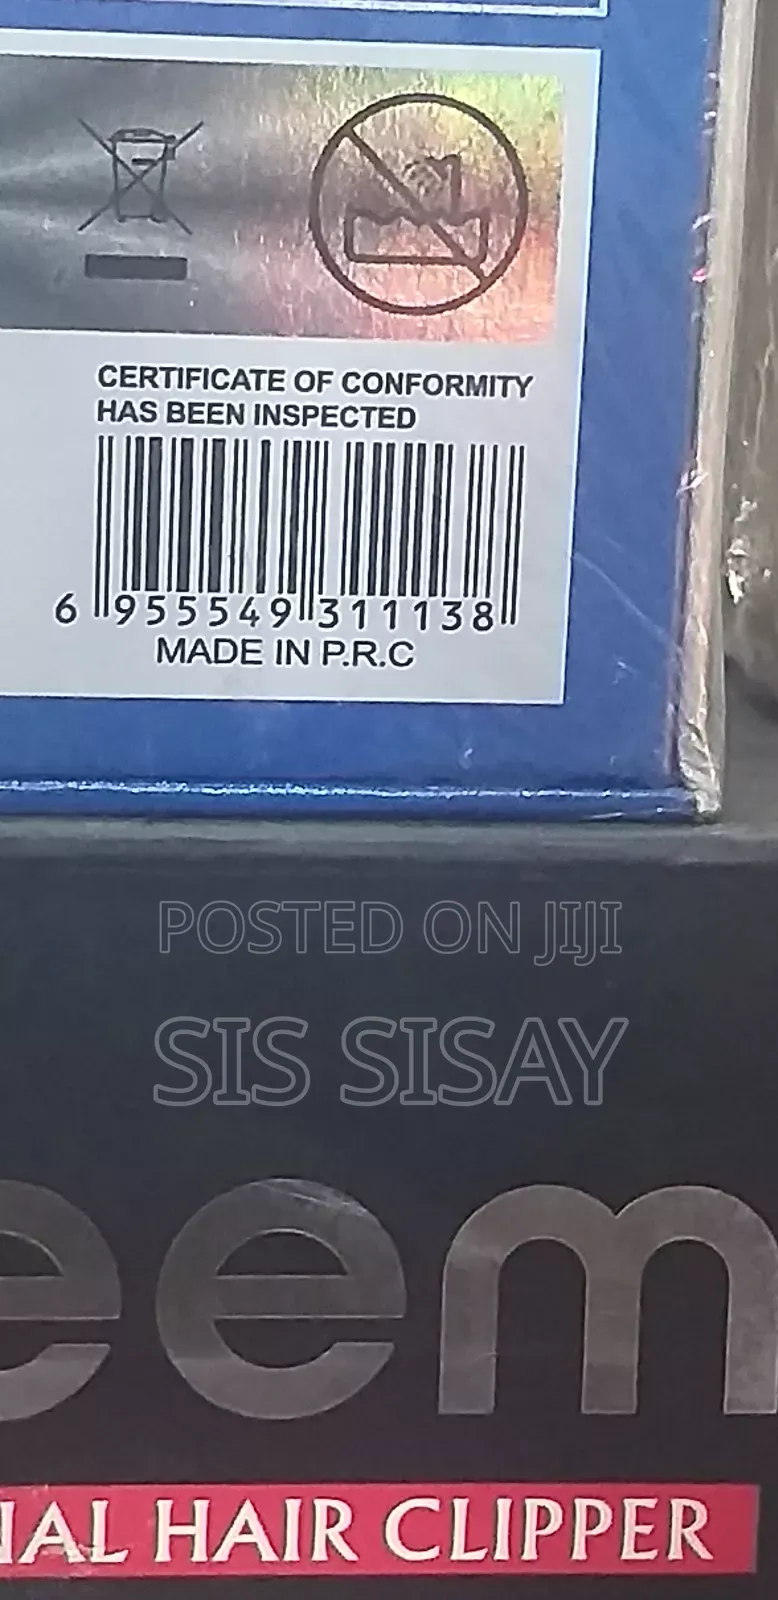 CERTIFICATE OF CONFORMITY
HAS BEEN INSPECTED
6 955549 311138
MADE IN P.R.C
POSTED ON JIJI
SIS SISAY
eem
NAL HAIR CLIPPER